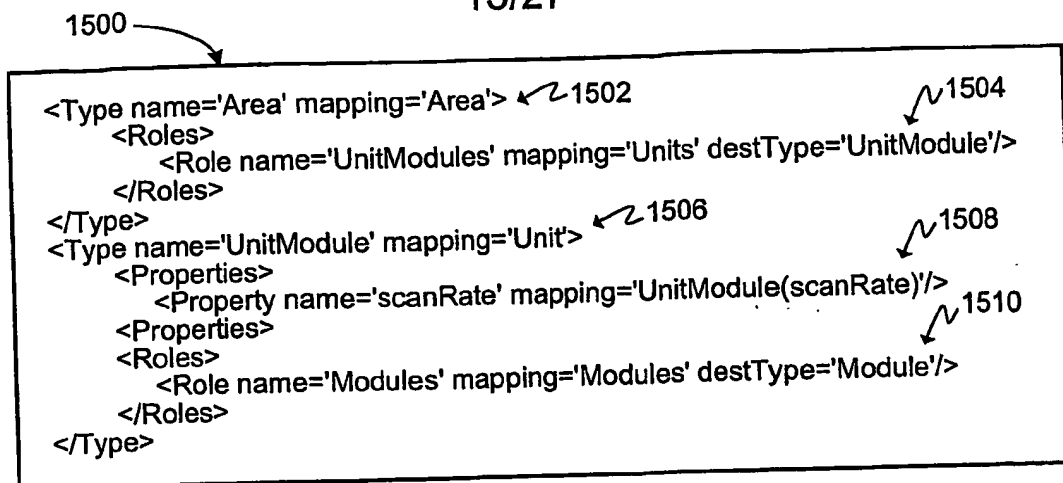 15/21
1500
<Type name='Area' mapping='Area'> 1502
<Roles> 1504
<Role name='UnitModules' mapping='Units' destType='UnitModule'/>
</Roles>
</Type>
<Type name='UnitModule' mapping='Unit'> 1506
<Properties> 1508
<Property name='scanRate' mapping='UnitModule(scanRate)'/>
<Properties> 1510
<Roles>
<Role name='Modules' mapping='Modules' destType='Module'/>
</Roles>
</Type>